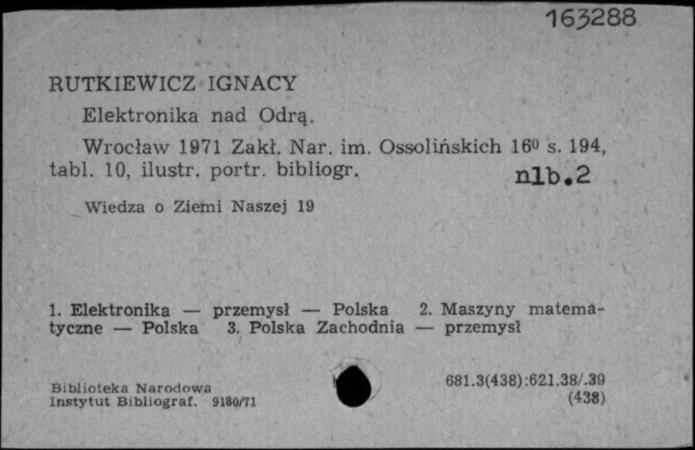 163288
RUTKIEWICZ IGNACY
Elektronika nad Odrą.
Wrocław 1971 Zakł. Nar. im. Ossolińskich 16⁰ s. 194,
tabl. 10, ilustr. portr. bibliogr.
nlb.2
Wiedza o Ziemi Naszej 19
1. Elektronika — przemysł — Polska 2. Maszyny matema-
tyczne — Polska 3. Polska Zachodnia — przemysł
Biblioteka Narodowa
Instytut Bibliograf. 9180/71
681.3(438):621.38/.39
(438)